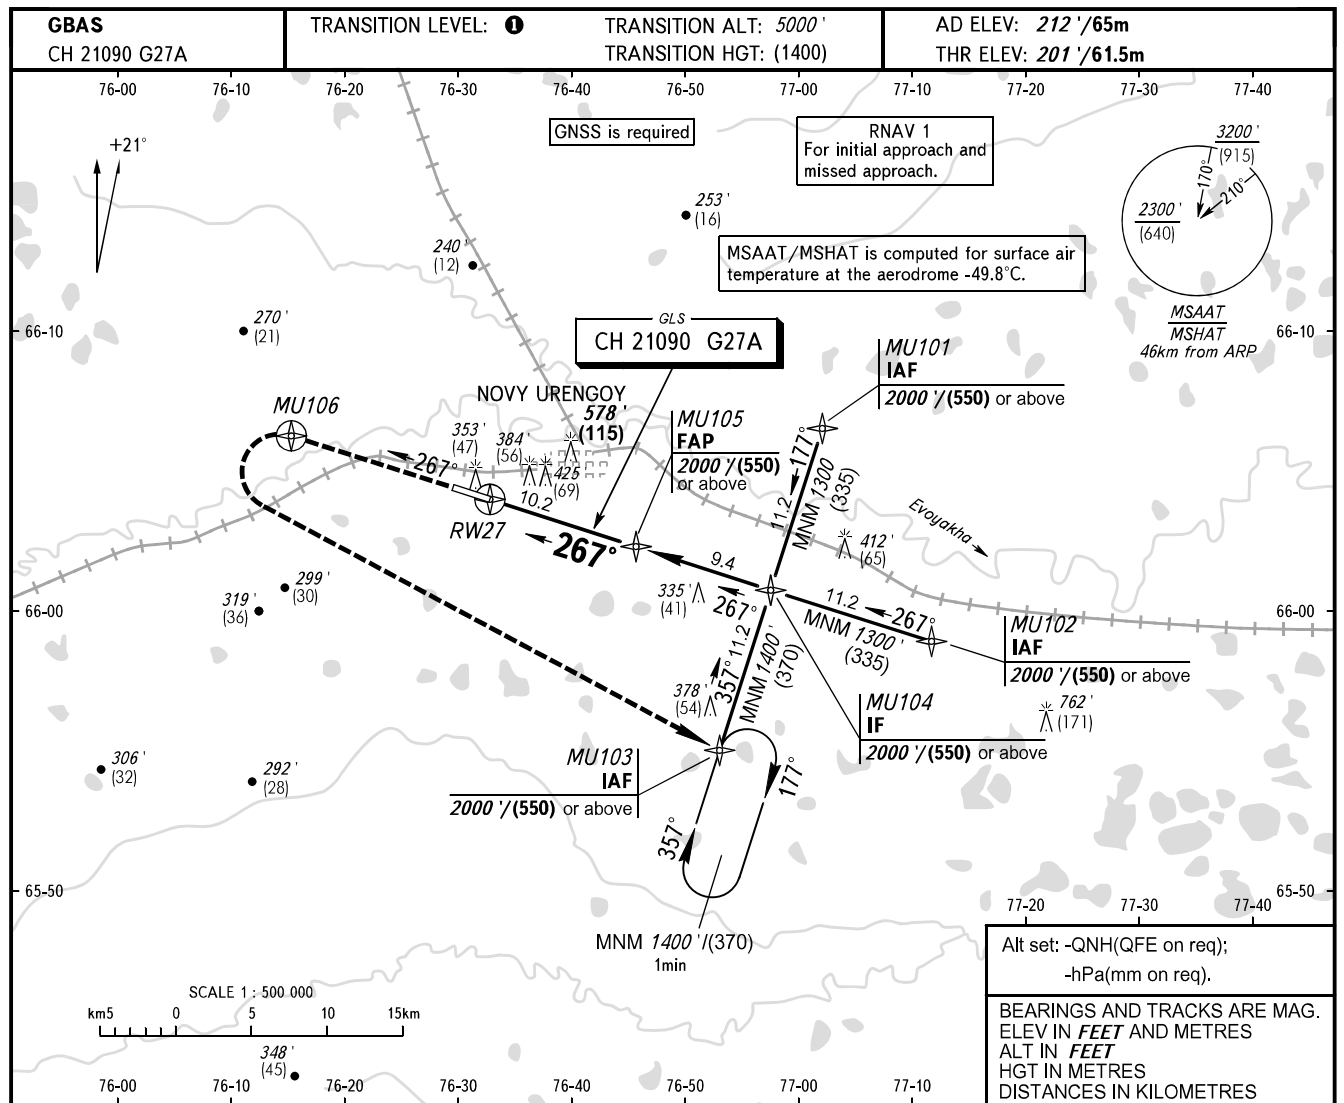 GBAS
CH 21090 G27A
TRANSITION LEVEL: ❶
TRANSITION ALT: 5000 '
TRANSITION HGT: (1400)
AD ELEV: 212 '/65m
THR ELEV: 201 '/61.5m
76-00 76-10 76-20 76-30 76-40 76-50 77-00 77-10 77-20 77-40
+21°
GNSS is required
RNAV 1
For initial approach and
missed approach.
3200 '
(915)
170°
210°
2300 '
(640)
MSAAT
MSHAT
46km from ARP
253 '
(16)
240 '
(12)
MSAAT/MSHAT is computed for surface air
temperature at the aerodrome -49.8°C.
66-10
270 '
(21)
GLS
CH 21090 G27A
66-10
MU101
IAF
2000 '/(550) or above
NOVY URENGOY
578 '
(115)
MU106
353 '
(47)
384 '
(56)
425
(69)
MU105
FAP
2000 '/(550)
or above
177°
11.2
MNM 1300
(335)
267°
10.2
RW27
267°
Evoyakha
412 '
(65)
9.4
267°
335 '
(41)
11.2
267°
MNM 1300 '
(335)
299 '
(30)
319 '
(36)
66-00
66-00
MU102
IAF
2000 '/(550) or above
357°
11.2
MNM 1400 '
(370)
378 '
(54)
MU104
IF
2000 '/(550) or above
762 '
(171)
306 '
(32)
292 '
(28)
MU103
IAF
2000 '/(550) or above
177°
357°
65-50
65-50
77-20 77-30 77-40
MNM 1400 '/(370)
1min
SCALE 1 : 500 000
km5 0 5 10 15km
348 '
(45)
76-00 76-10 76-20 76-30 76-40 76-50 77-00 77-10
Alt set: -QNH(QFE on req);
-hPa(mm on req).
BEARINGS AND TRACKS ARE MAG.
ELEV IN FEET AND METRES
ALT IN FEET
HGT IN METRES
DISTANCES IN KILOMETRES